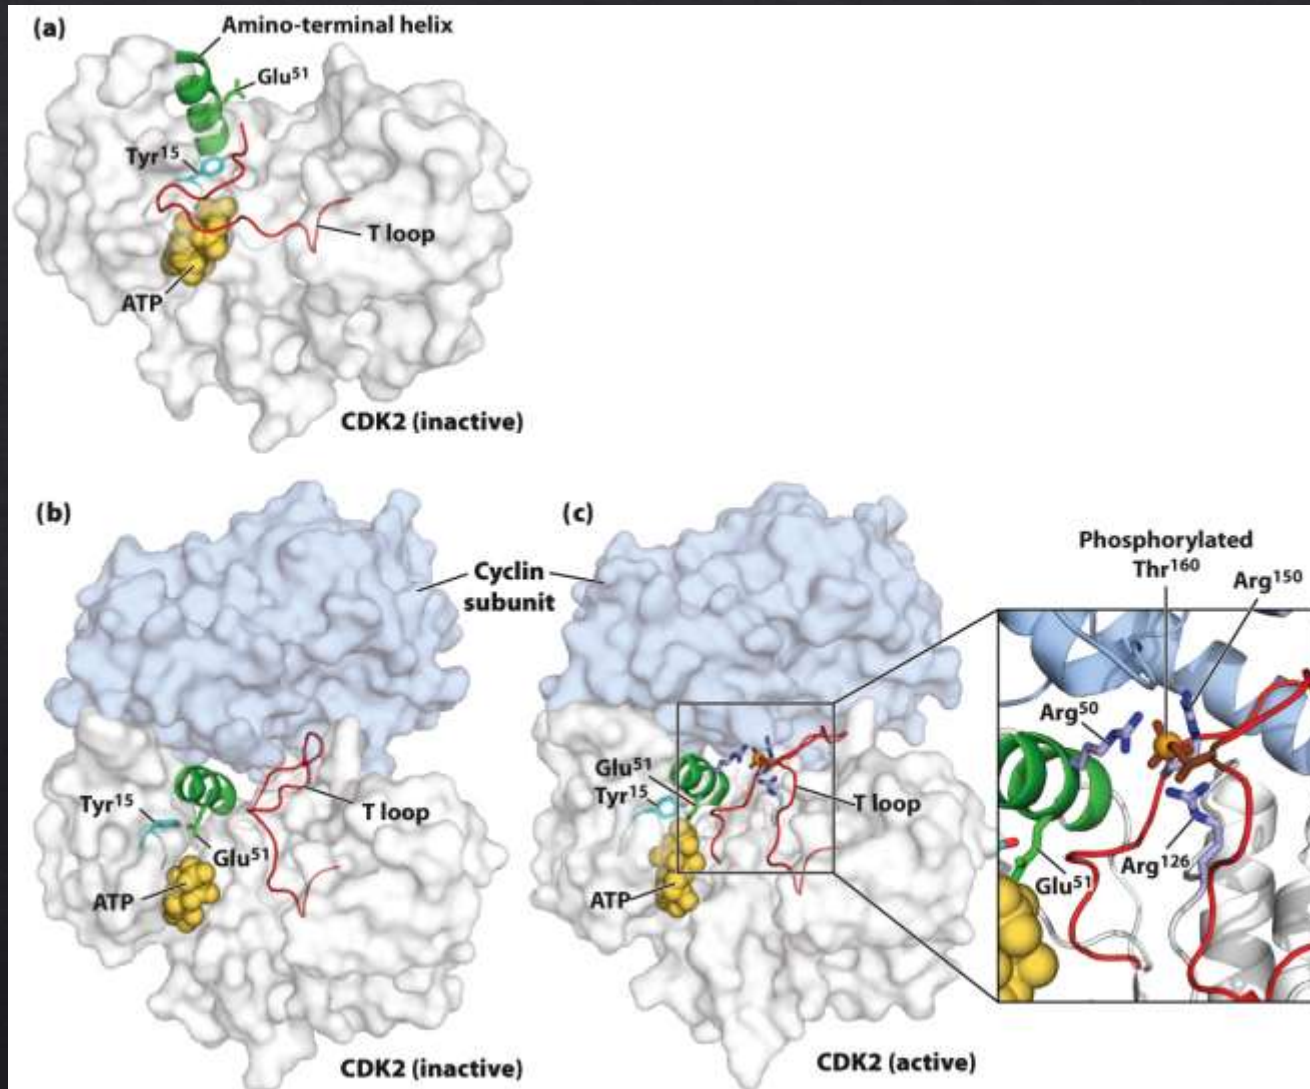 (a)
Amino-terminal helix
Glu51
Tyr15
T loop
ATP
CDK2 (inactive)
(b)
Cyclin
subunit
Tyr15
T loop
Glu51
ATP
CDK2 (inactive)
(c)
Glu51
Tyr15
T loop
ATP
CDK2 (active)
Phosphorylated
Thr160
Arg150
Arg50
Arg126
Glu51